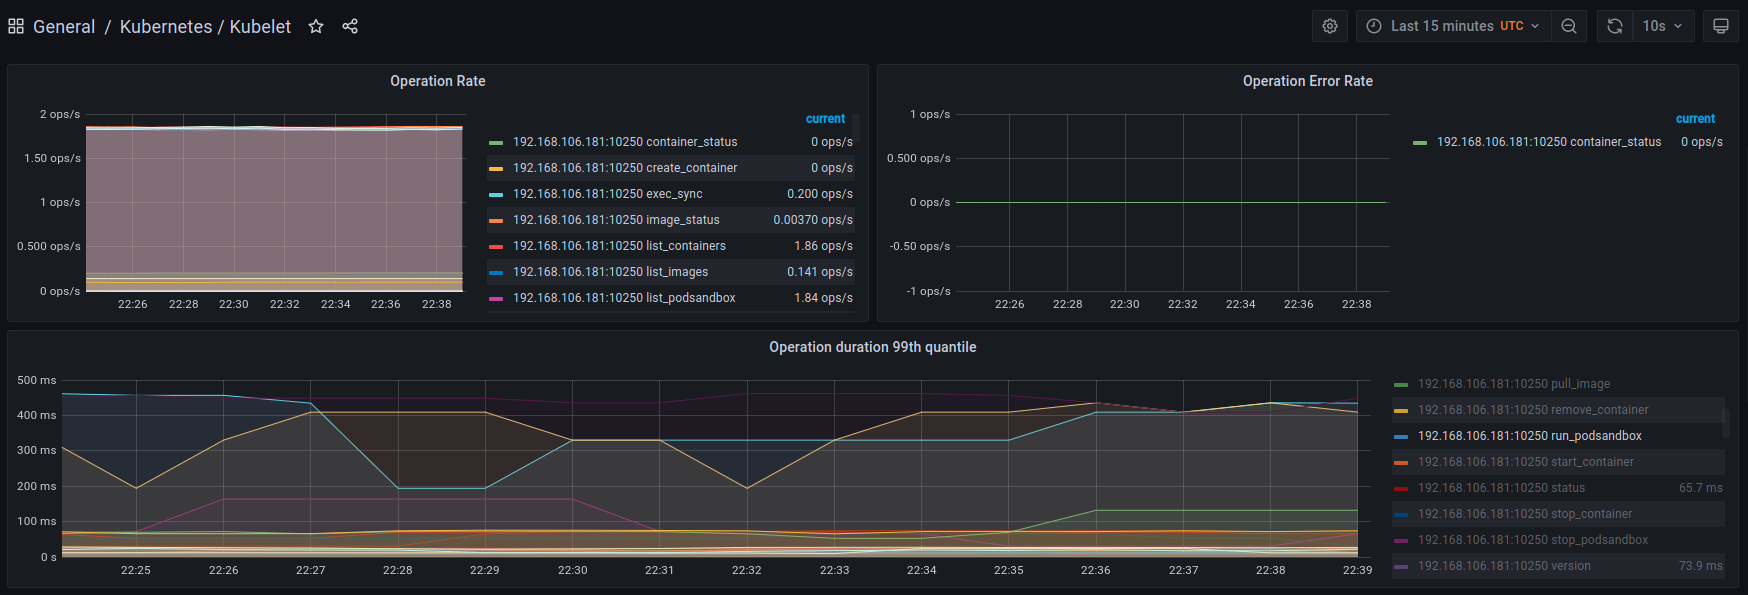 General / Kubernetes / Kubelet
Last 15 minutes UTC
10s
Operation Rate
2 ops/s
1.50 ops/s
1 ops/s
0.500 ops/s
0 ops/s
22:26 22:28 22:30 22:32 22:34 22:36 22:38
current
192.168.106.181:10250 container_status 0 ops/s
192.168.106.181:10250 create_container 0 ops/s
192.168.106.181:10250 exec_sync 0.200 ops/s
192.168.106.181:10250 image_status 0.00370 ops/s
192.168.106.181:10250 list_containers 1.86 ops/s
192.168.106.181:10250 list_images 0.141 ops/s
192.168.106.181:10250 list_podsandbox 1.84 ops/s
Operation Error Rate
1 ops/s
0.500 ops/s
0 ops/s
-0.50 ops/s
-1 ops/s
22:26 22:28 22:30 22:32 22:34 22:36 22:38
current
192.168.106.181:10250 container_status 0 ops/s
Operation duration 99th quantile
500 ms
400 ms
300 ms
200 ms
100 ms
0 s
22:25 22:26 22:27 22:28 22:29 22:30 22:31 22:32 22:33 22:34 22:35 22:36 22:37 22:38 22:39
192.168.106.181:10250 pull_image
192.168.106.181:10250 remove_container
192.168.106.181:10250 run_podsandbox
192.168.106.181:10250 start_container
192.168.106.181:10250 status 65.7 ms
192.168.106.181:10250 stop_container
192.168.106.181:10250 stop_podsandbox
192.168.106.181:10250 version 73.9 ms